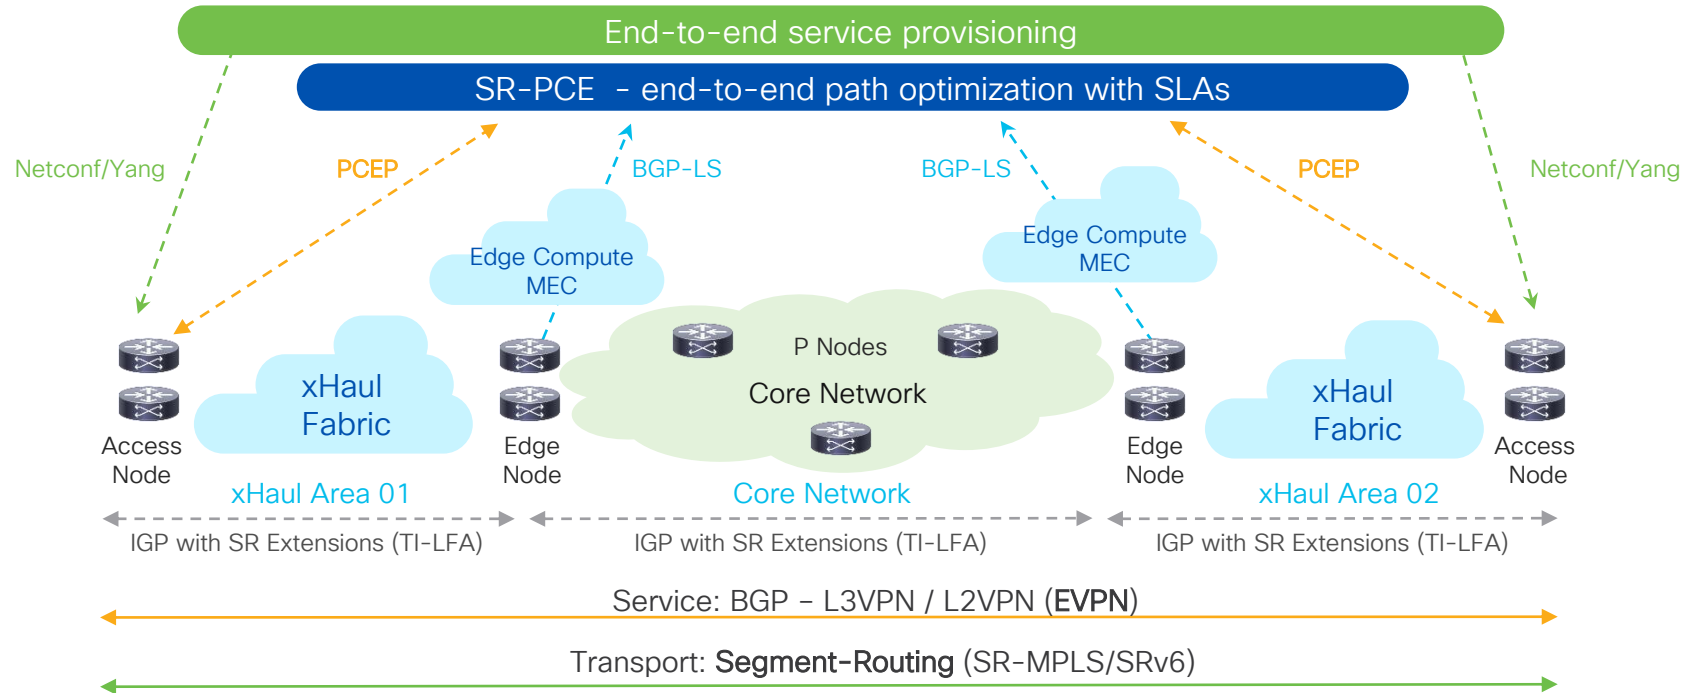 End-to-end service provisioning
SR-PCE - end-to-end path optimization with SLAs
Netconf/Yang
PCEP
BGP-LS
BGP-LS
PCEP
Netconf/Yang
Edge Compute
MEC
Edge Compute
MEC
P Nodes
Core Network
xHaul
Fabric
xHaul
Fabric
Access
Node
Edge
Node
Edge
Node
Access
Node
xHaul Area 01
Core Network
xHaul Area 02
IGP with SR Extensions (TI-LFA)
IGP with SR Extensions (TI-LFA)
IGP with SR Extensions (TI-LFA)
Service: BGP – L3VPN / L2VPN (EVPN)
Transport: Segment-Routing (SR-MPLS/SRv6)